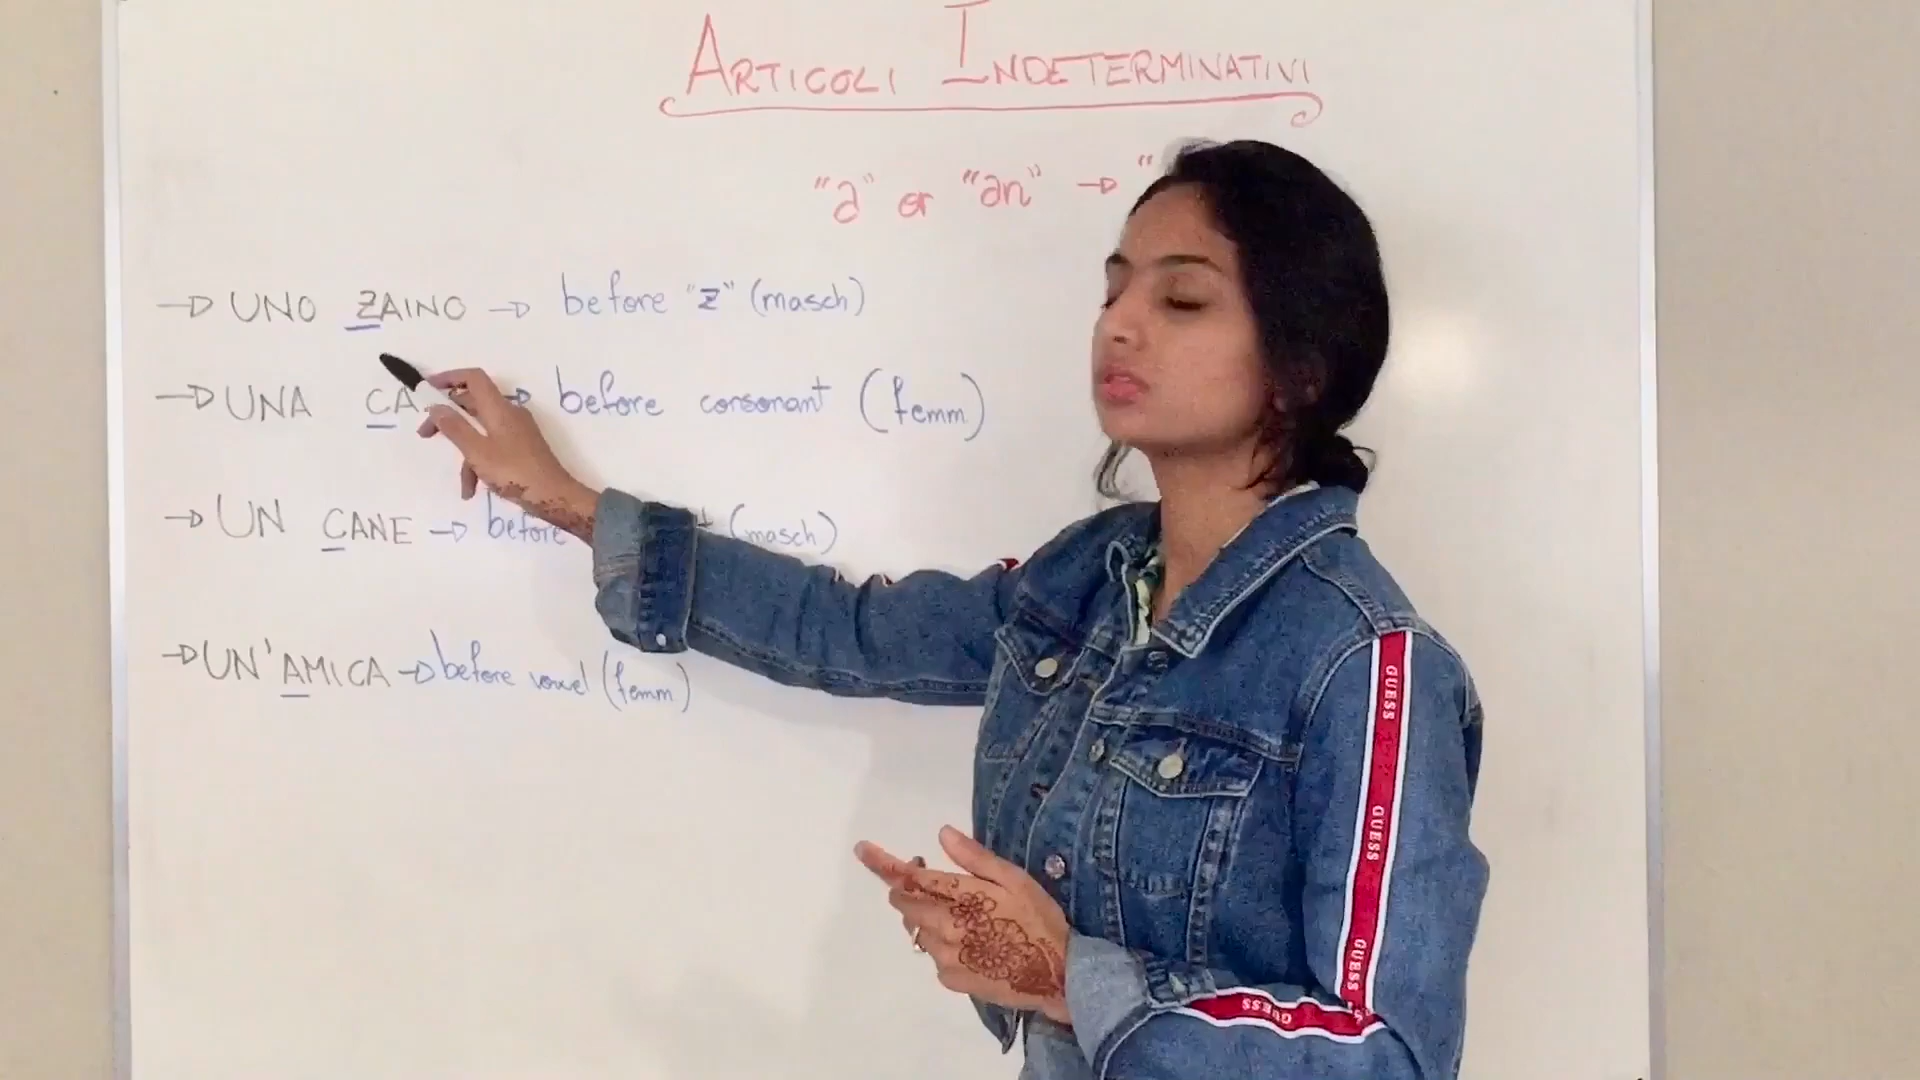 ARTICOLI INDETERMINATIVI
"a" or "an" → "
→ UNO ZAINO → before "z" (masch)
→ UNA CA → before consonant (femm)
→ UN CANE → before (masch)
→ UN'AMICA → before vowel (femm)
GUESS
GUESS
GUESS
GUESS
GUESS